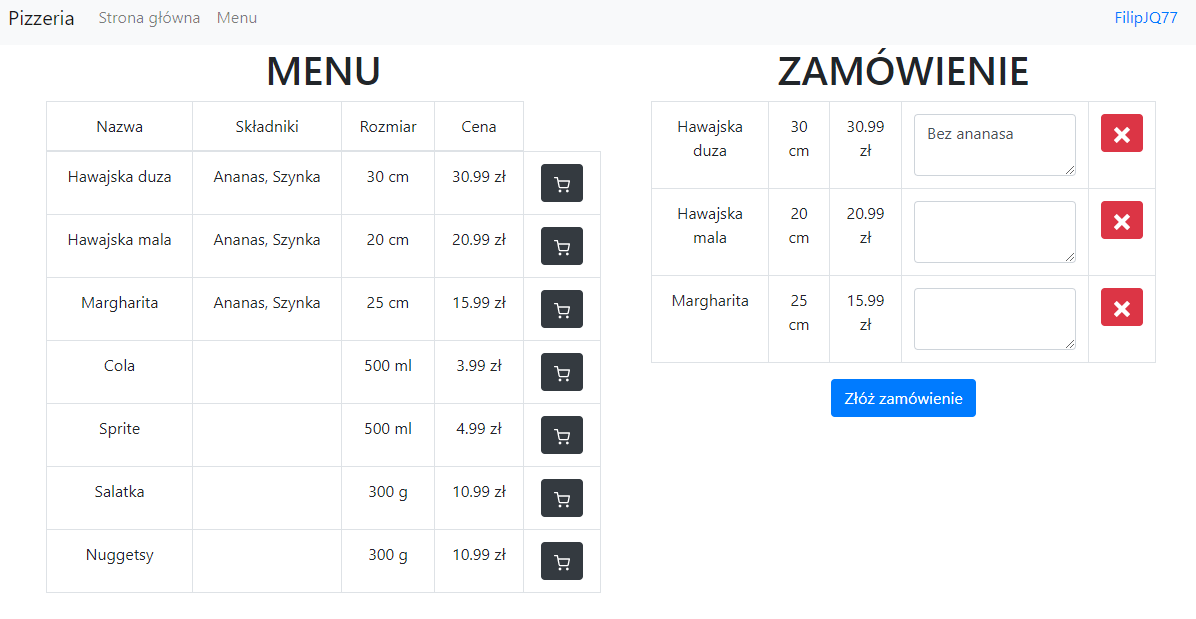 Pizzeria Strona główna Menu FilipJQ77
MENU
Nazwa Składniki Rozmiar Cena
Hawajska duza Ananas, Szynka 30 cm 30.99 zł
Hawajska mala Ananas, Szynka 20 cm 20.99 zł
Margharita Ananas, Szynka 25 cm 15.99 zł
Cola 500 ml 3.99 zł
Sprite 500 ml 4.99 zł
Salatka 300 g 10.99 zł
Nuggetsy 300 g 10.99 zł
ZAMÓWIENIE
Hawajska 30 30.99 Bez ananasa
duza cm zł
Hawajska 20 20.99
mala cm zł
Margharita 25 15.99
cm zł
Złóż zamówienie